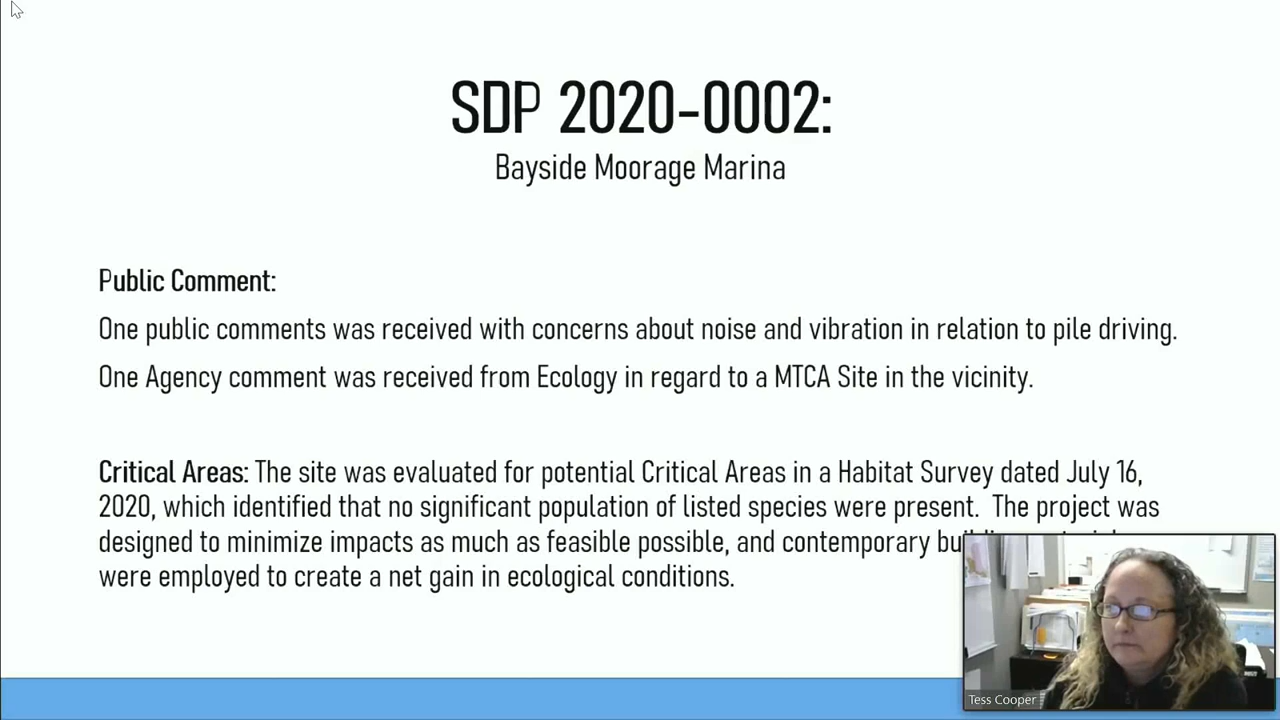 SDP 2020-0002:
Bayside Moorage Marina
Public Comment:
One public comments was received with concerns about noise and vibration in relation to pile driving.
One Agency comment was received from Ecology in regard to a MTCA Site in the vicinity.
Critical Areas: The site was evaluated for potential Critical Areas in a Habitat Survey dated July 16,
2020, which identified that no significant population of listed species were present. The project was
designed to minimize impacts as much as feasible possible, and contemporary
were employed to create a net gain in ecological conditions.
Tess Cooper